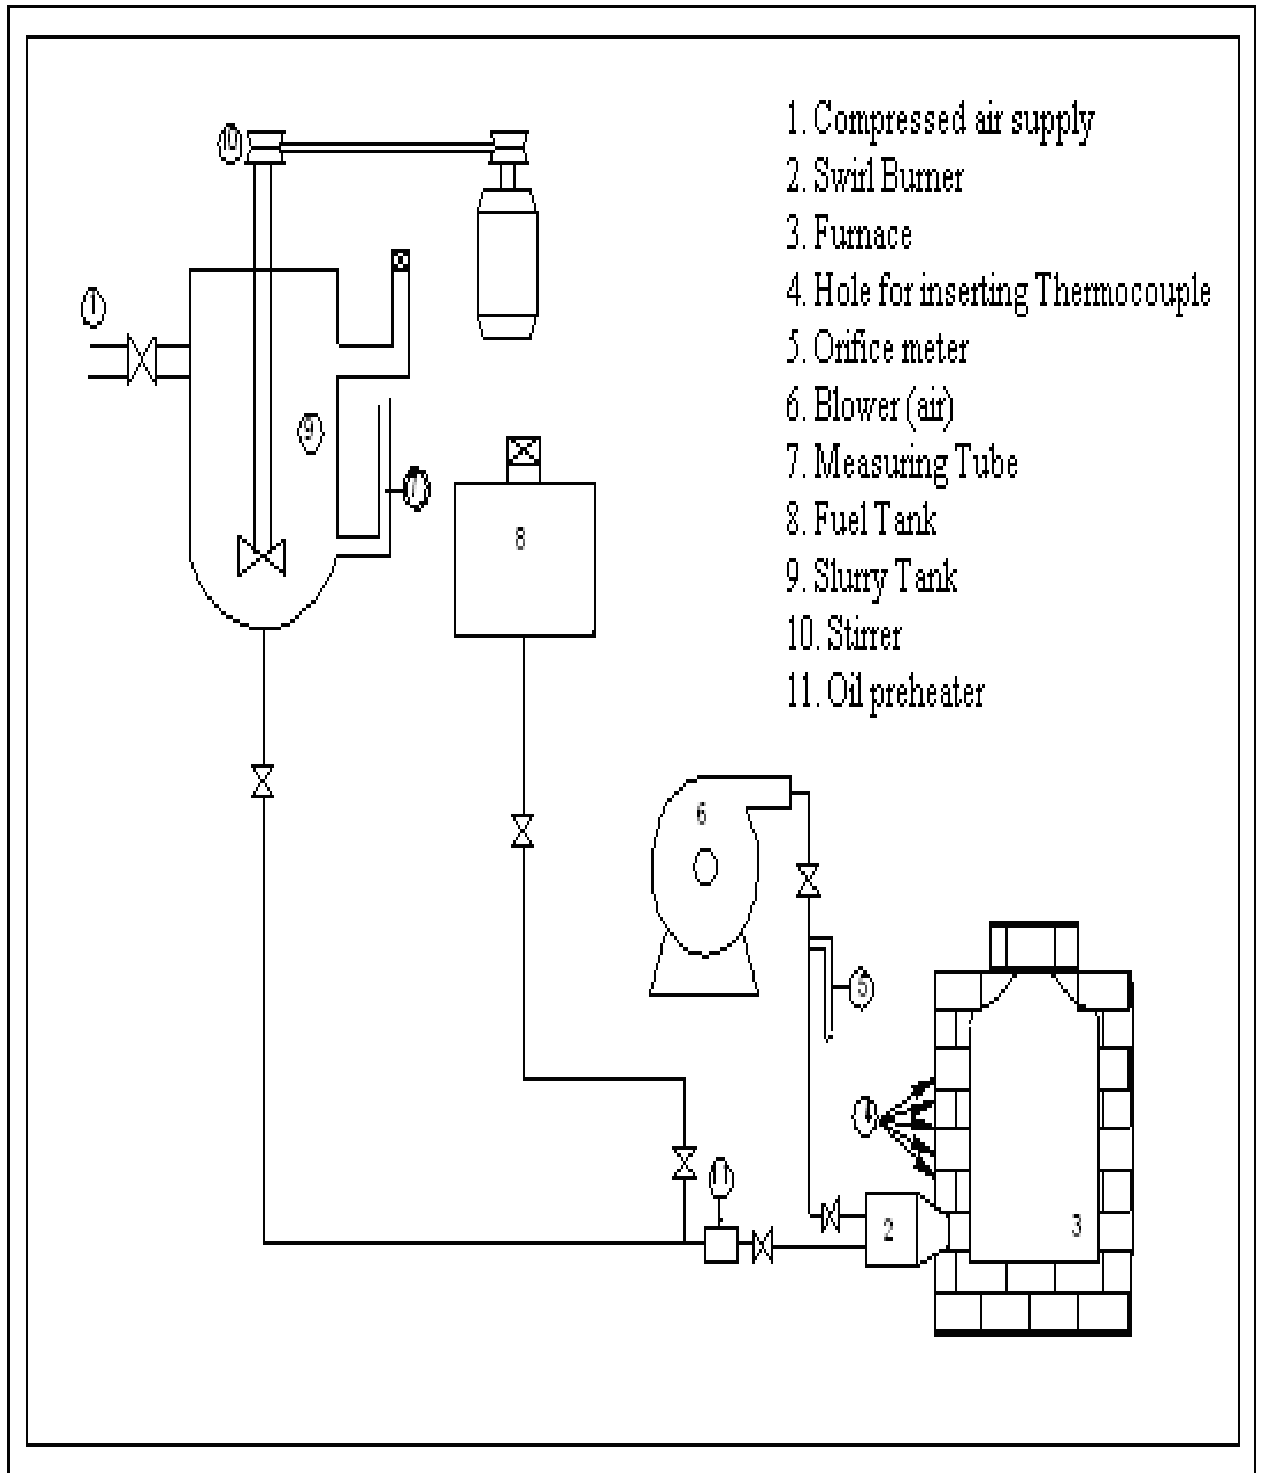 1. Compressed air supply
2. Swirl Burner
3. Furnace
4. Hole for inserting Thermocouple
5. Orifice meter
6. Blower (air)
7. Measuring Tube
8. Fuel Tank
9. Slurry Tank
10. Stirrer
11. Oil preheater
10
1
9
7
8
6
5
4
11
2
3